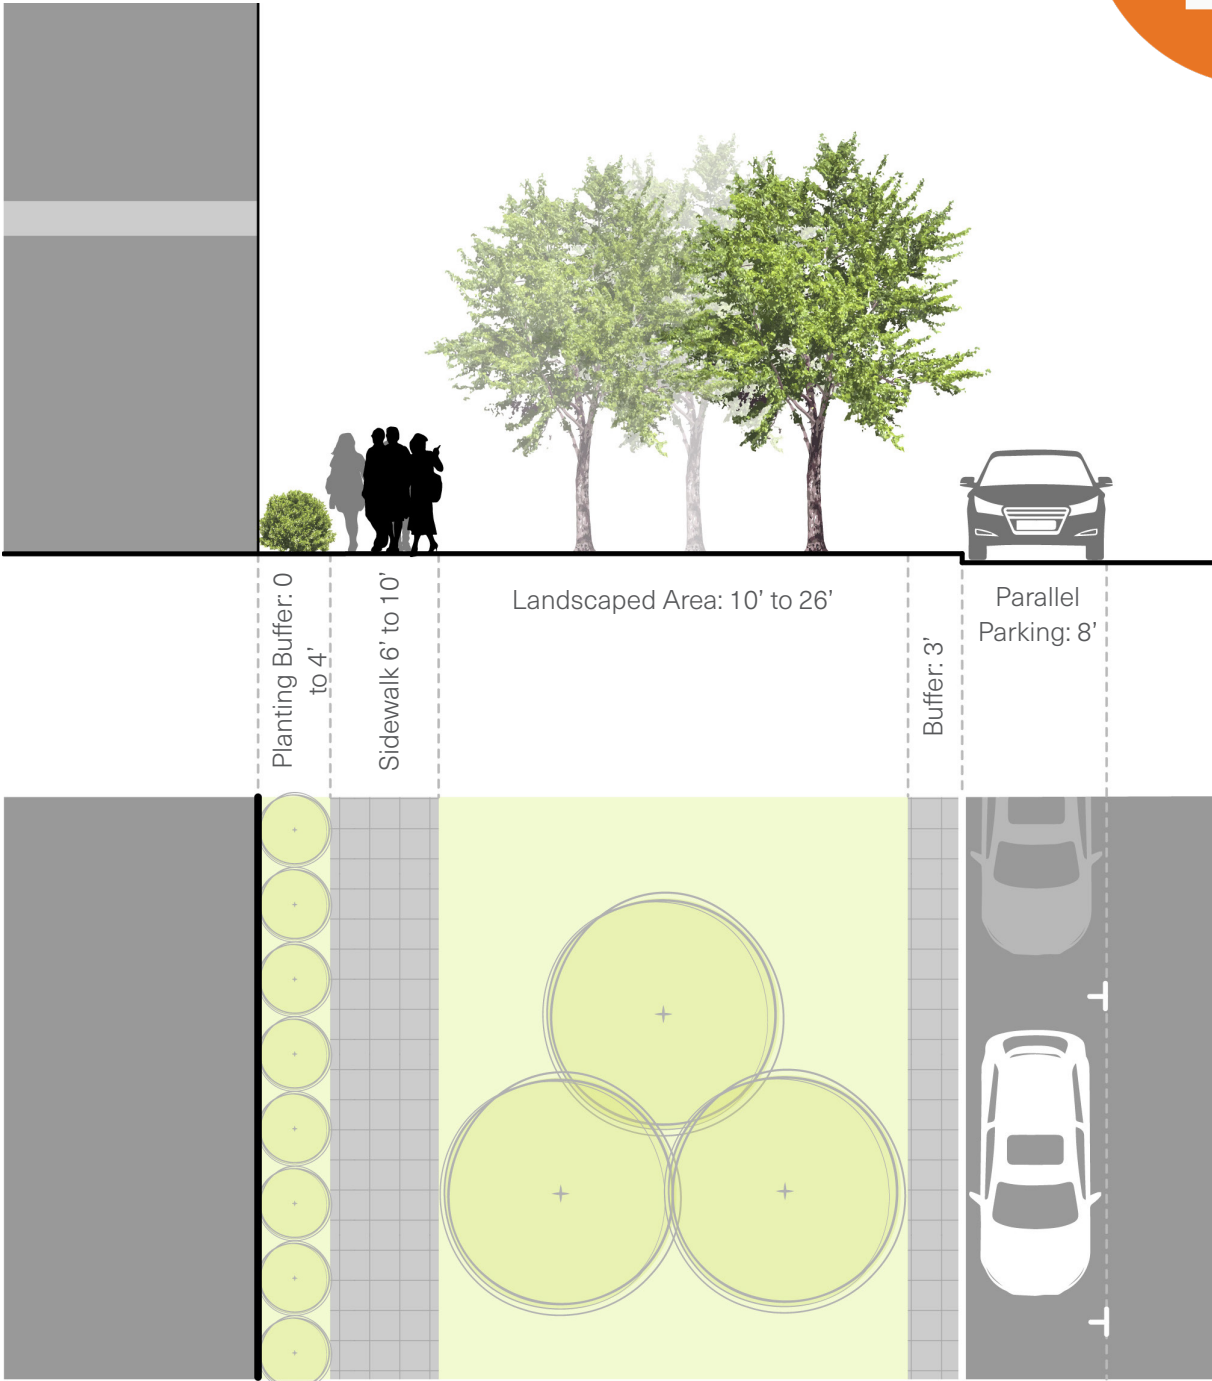 Planting Buffer: 0
to 4’
Sidewalk 6’ to 10’
Landscaped Area: 10’ to 26’
Buffer: 3’
Parallel
Parking: 8’